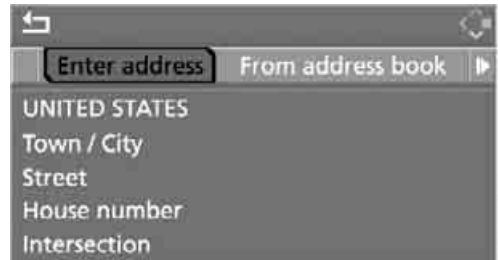 Enter address From address book
UNITED STATES
Town / City
Street
House number
Intersection